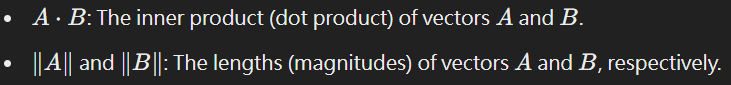 • A · B: The inner product (dot product) of vectors A and B.
• ||A|| and ||B||: The lengths (magnitudes) of vectors A and B, respectively.